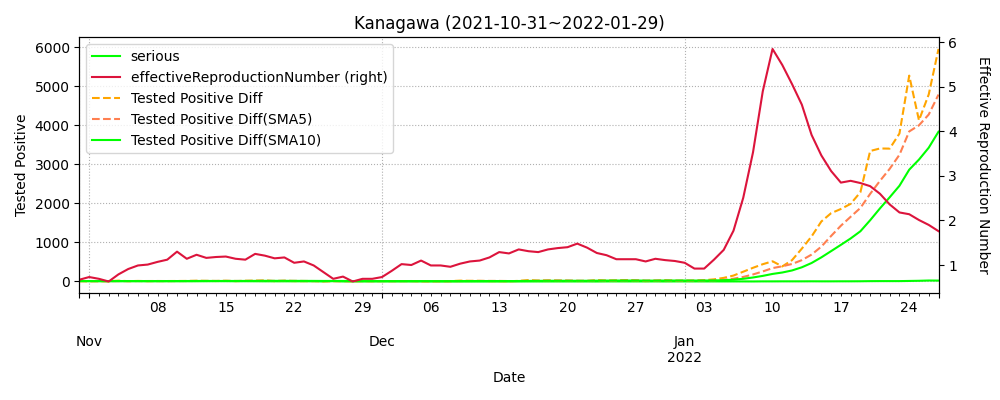 Kanagawa (2021-10-31~2022-01-29)
serious
effectiveReproductionNumber (right)
Tested Positive Diff
Tested Positive Diff(SMA5)
Tested Positive Diff(SMA10)
Tested Positive
6000
5000
4000
3000
2000
1000
0
Effective Reproduction Number
6
5
4
3
2
1
08 15 22 29 06 13 20 27 03 10 17 24
Nov Dec Jan
2022
Date